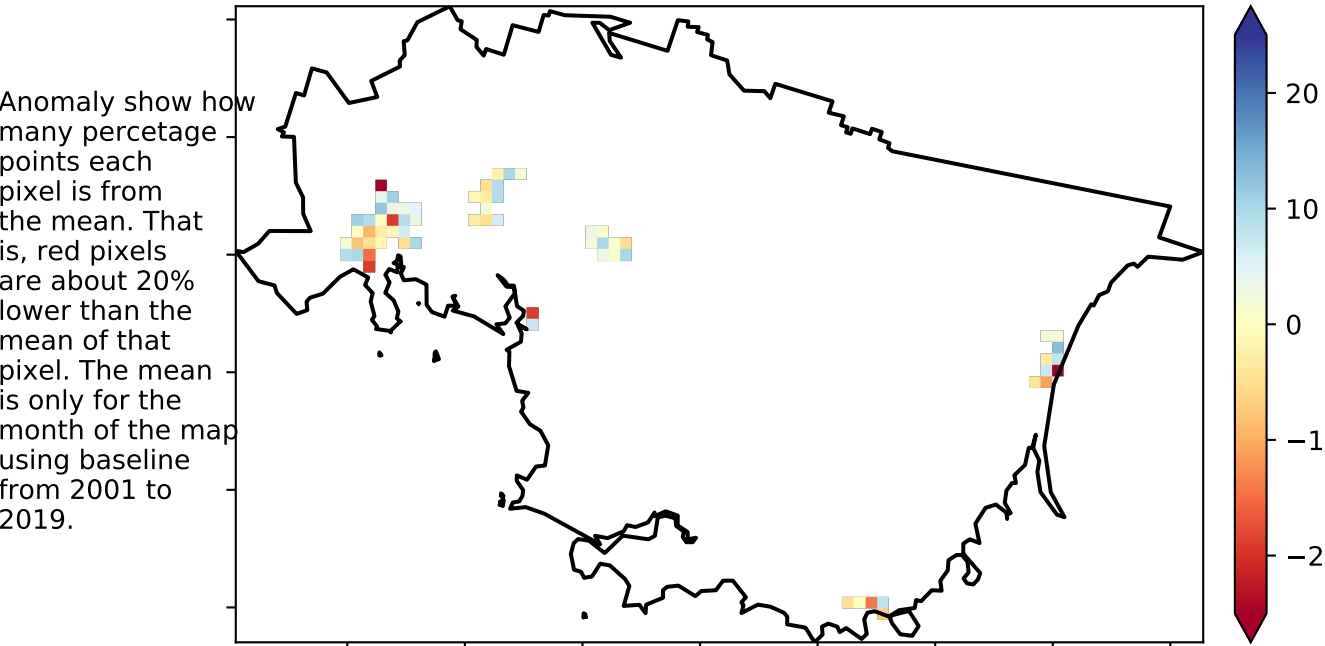 Anomaly show how
many percetage
points each
pixel is from
the mean. That
is, red pixels
are about 20%
lower than the
mean of that
pixel. The mean
is only for the
month of the map
using baseline
from 2001 to
2019.
20
10
0
−1
−2